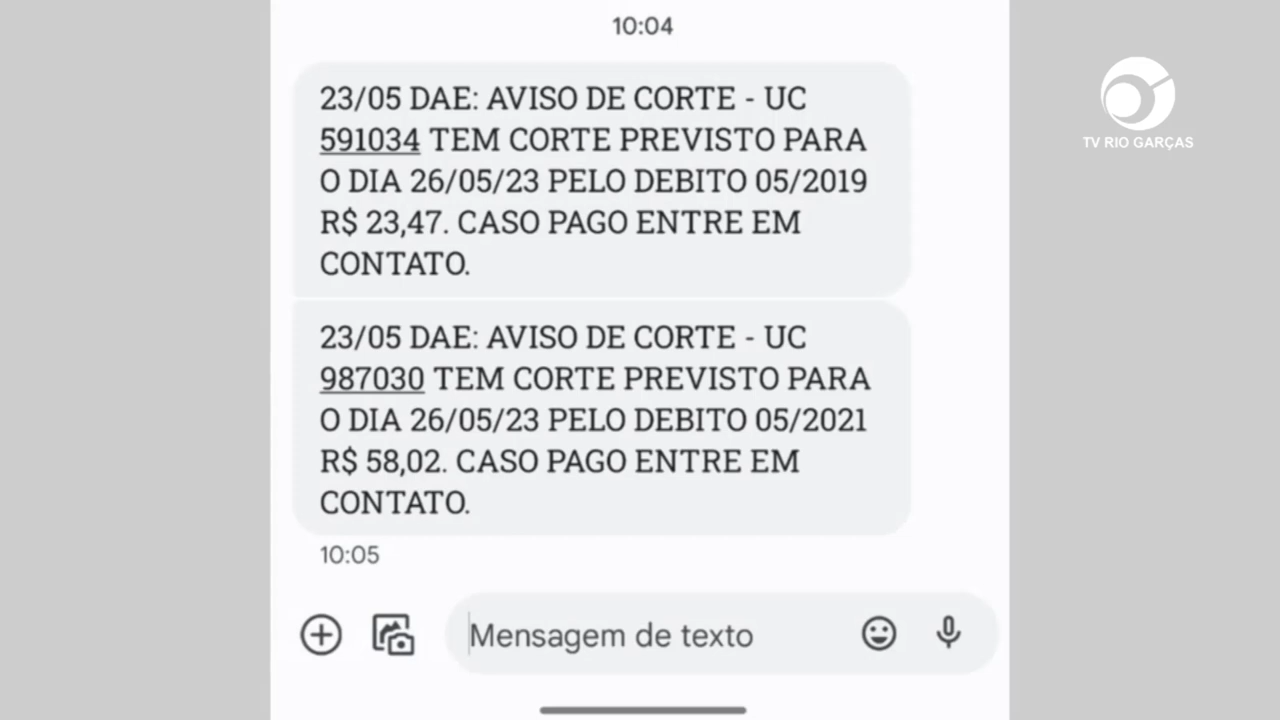 10:04
23/05 DAE: AVISO DE CORTE - UC
591034 TEM CORTE PREVISTO PARA
O DIA 26/05/23 PELO DEBITO 05/2019
R$ 23,47. CASO PAGO ENTRE EM
CONTATO.
23/05 DAE: AVISO DE CORTE - UC
987030 TEM CORTE PREVISTO PARA
O DIA 26/05/23 PELO DEBITO 05/2021
R$ 58,02. CASO PAGO ENTRE EM
CONTATO.
10:05
Mensagem de texto
TV RIO GARÇAS